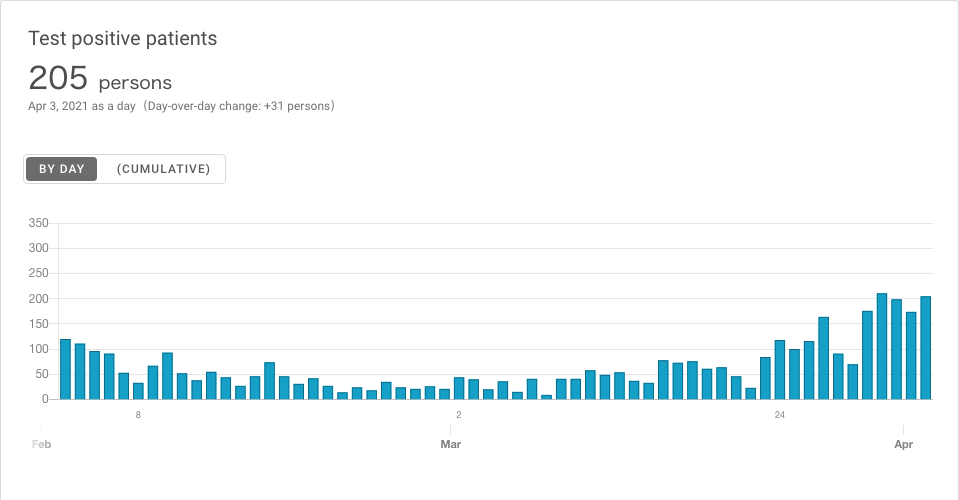 Test positive patients
205 persons
Apr 3, 2021 as a day（Day-over-day change: +31 persons）
BY DAY (CUMULATIVE)
350
300
250
200
150
100
50
0
8 2 24
Feb Mar Apr